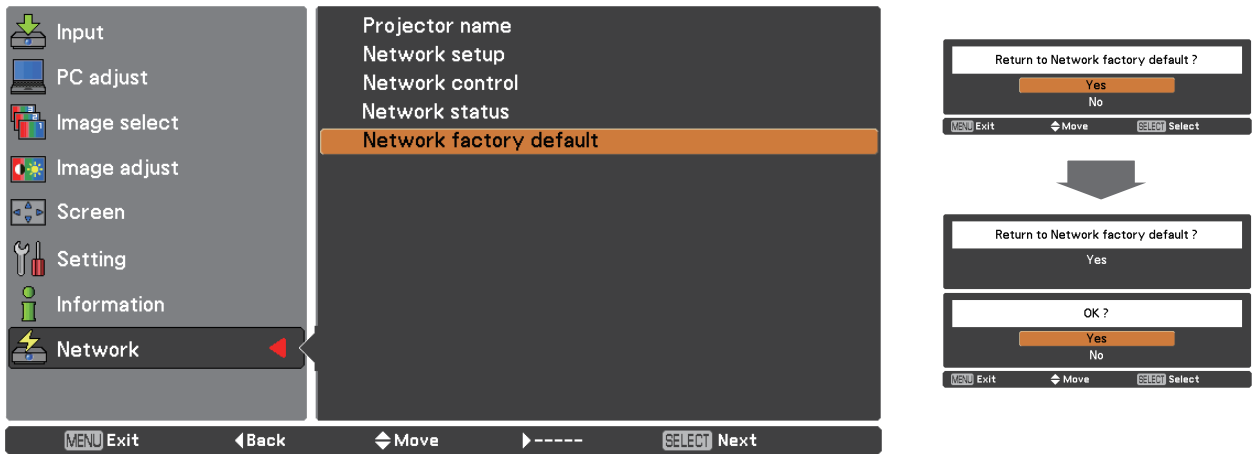 Input
PC adjust
Image select
Image adjust
Screen
Setting
Information
Network
Projector name
Network setup
Network control
Network status
Network factory default
MENU Exit ◀Back Move ▶----- SELECT Next
Return to Network factory default ?
Yes
No
MENU Exit Move SELECT Select
Return to Network factory default ?
Yes
OK ?
Yes
No
MENU Exit Move SELECT Select